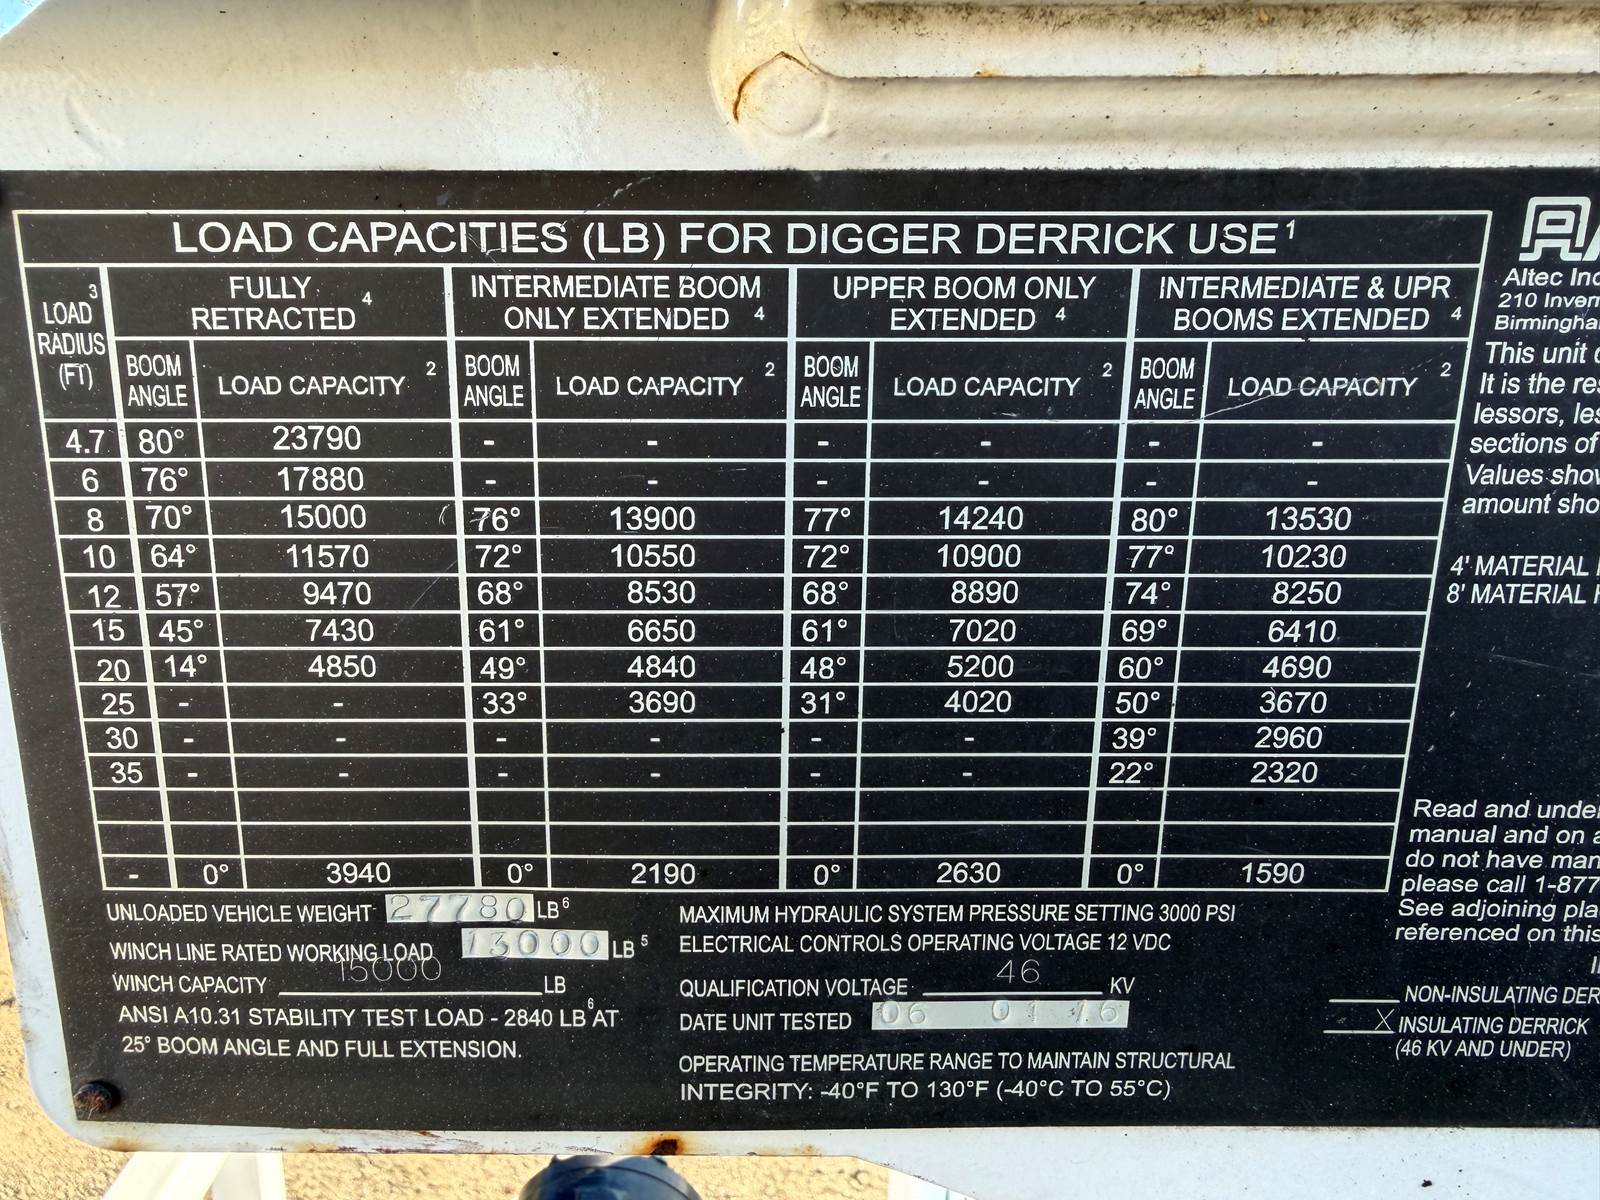 LOAD CAPACITIES (LB) FOR DIGGER DERRICK USE 1
LOAD RADIUS (FT) 3
FULLY RETRACTED 4
INTERMEDIATE BOOM ONLY EXTENDED 4
UPPER BOOM ONLY EXTENDED 4
INTERMEDIATE & UPR BOOMS EXTENDED 4
BOOM ANGLE LOAD CAPACITY 2 BOOM ANGLE LOAD CAPACITY 2 BOOM ANGLE LOAD CAPACITY 2 BOOM ANGLE LOAD CAPACITY 2
4.7 80° 23790 - - - - - -
6 76° 17880 - - - - - -
8 70° 15000 76° 13900 77° 14240 80° 13530
10 64° 11570 72° 10550 72° 10900 77° 10230
12 57° 9470 68° 8530 68° 8890 74° 8250
15 45° 7430 61° 6650 61° 7020 69° 6410
20 14° 4850 49° 4840 48° 5200 60° 4690
25 - - 33° 3690 31° 4020 50° 3670
30 - - - - - - 39° 2960
35 - - - - - - 22° 2320
- 0° 3940 0° 2190 0° 2630 0° 1590
UNLOADED VEHICLE WEIGHT 27780 LB 6
WINCH LINE RATED WORKING LOAD 13000 LB 5
WINCH CAPACITY 15000 LB
ANSI A10.31 STABILITY TEST LOAD - 2840 LB 6 AT
25° BOOM ANGLE AND FULL EXTENSION.
MAXIMUM HYDRAULIC SYSTEM PRESSURE SETTING 3000 PSI
ELECTRICAL CONTROLS OPERATING VOLTAGE 12 VDC
QUALIFICATION VOLTAGE 46 KV
DATE UNIT TESTED 06 01 16
OPERATING TEMPERATURE RANGE TO MAINTAIN STRUCTURAL
INTEGRITY: -40°F TO 130°F (-40°C TO 55°C)
Altec
210
This unit
It is the
lessors,
sections of
Values
amount
4' MATERIAL
8' MATERIAL
Read and
manual and on
do not have
please call 1-877
See adjoining
referenced on this
NON-INSULATING
X INSULATING DERRICK
(46 KV AND UNDER)